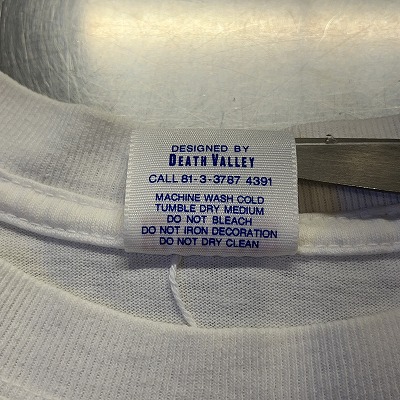 DESIGNED BY
DEATH VALLEY
CALL 81-3-3787 4391
MACHINE WASH COLD
TUMBLE DRY MEDIUM
DO NOT BLEACH
DO NOT IRON DECORATION
DO NOT DRY CLEAN